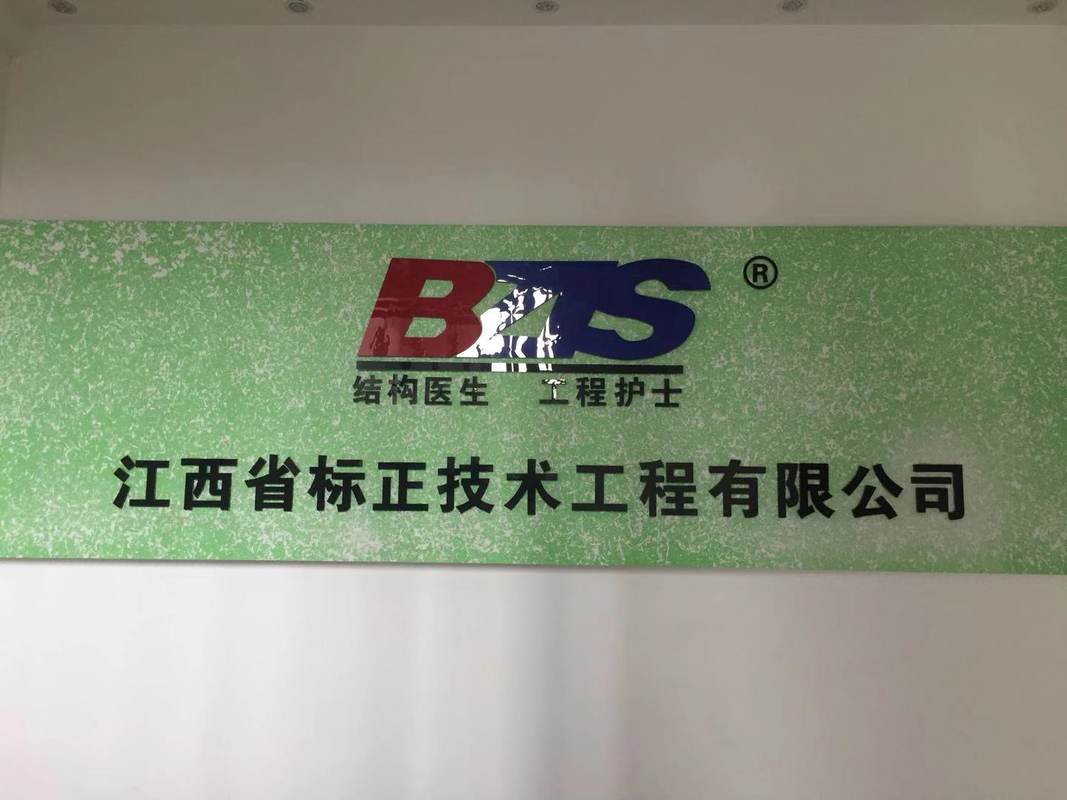 BZJS ®
结构医生 工程护士
江西省标正技术工程有限公司